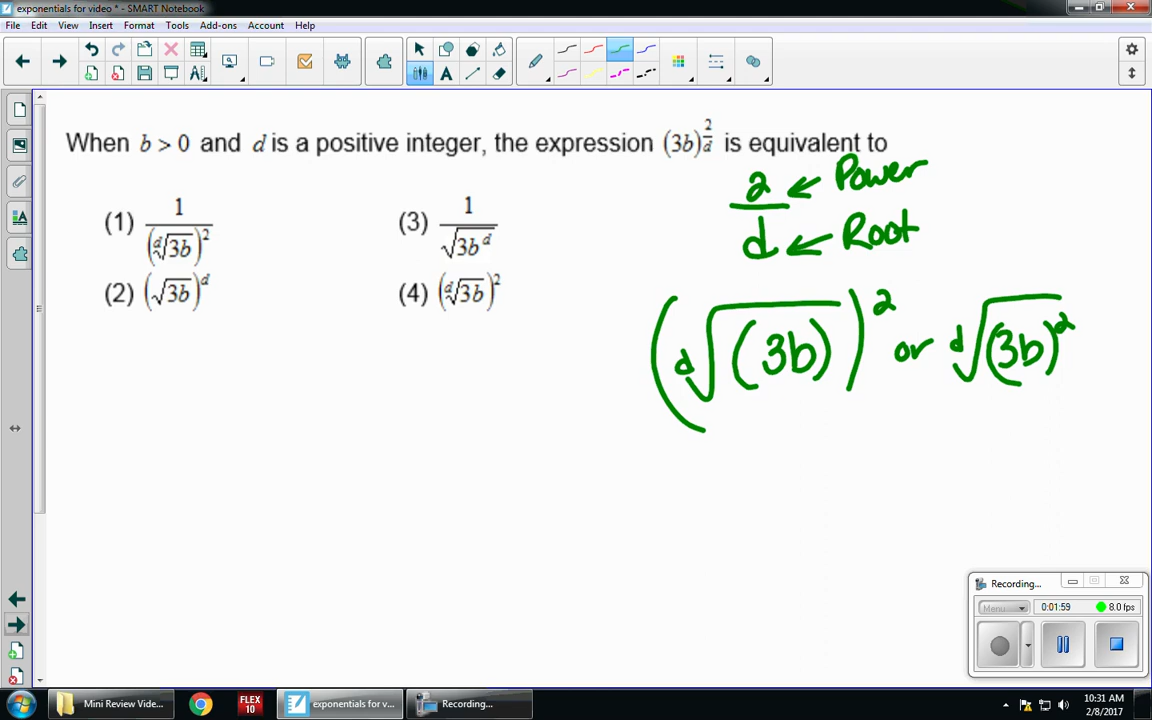 exponentials for video * - SMART Notebook
File Edit View Insert Format Tools Add-ons Account Help
When b > 0 and d is a positive integer, the expression (3b)^(2/d) is equivalent to
2 ← Power
d ← Root
(1) 1/(ᵈ√3b)²
(3) 1/√3bᵈ
(2) (√3b)ᵈ
(4) (ᵈ√3b)²
(ᵈ√(3b))² or ᵈ√(3b)²
Recording...
Menu
0:01:59
8.0 fps
Mini Review Vide...
FLEX
10
exponentials for v...
Recording...
10:31 AM
2/8/2017